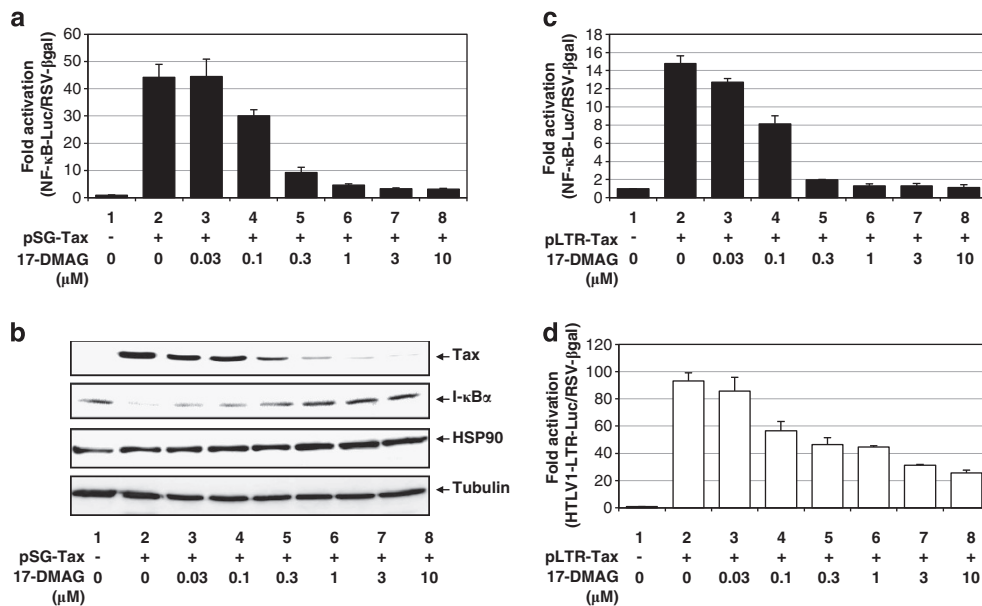 a
Fold activation
(NF-κB-Luc/RSV-βgal)
60
50
40
30
20
10
0
1 2 3 4 5 6 7 8
pSG-Tax - + + + + + + +
17-DMAG 0 0 0.03 0.1 0.3 1 3 10
(μM)
b
Tax
I-κBα
HSP90
Tubulin
1 2 3 4 5 6 7 8
pSG-Tax - + + + + + + +
17-DMAG 0 0 0.03 0.1 0.3 1 3 10
(μM)
c
Fold activation
(NF-κB-Luc/RSV-βgal)
18
16
14
12
10
8
6
4
2
0
1 2 3 4 5 6 7 8
pLTR-Tax - + + + + + + +
17-DMAG 0 0 0.03 0.1 0.3 1 3 10
(μM)
d
Fold activation
(HTLV1-LTR-Luc/RSV-βgal)
120
100
80
60
40
20
0
1 2 3 4 5 6 7 8
pLTR-Tax - + + + + + + +
17-DMAG 0 0 0.03 0.1 0.3 1 3 10
(μM)